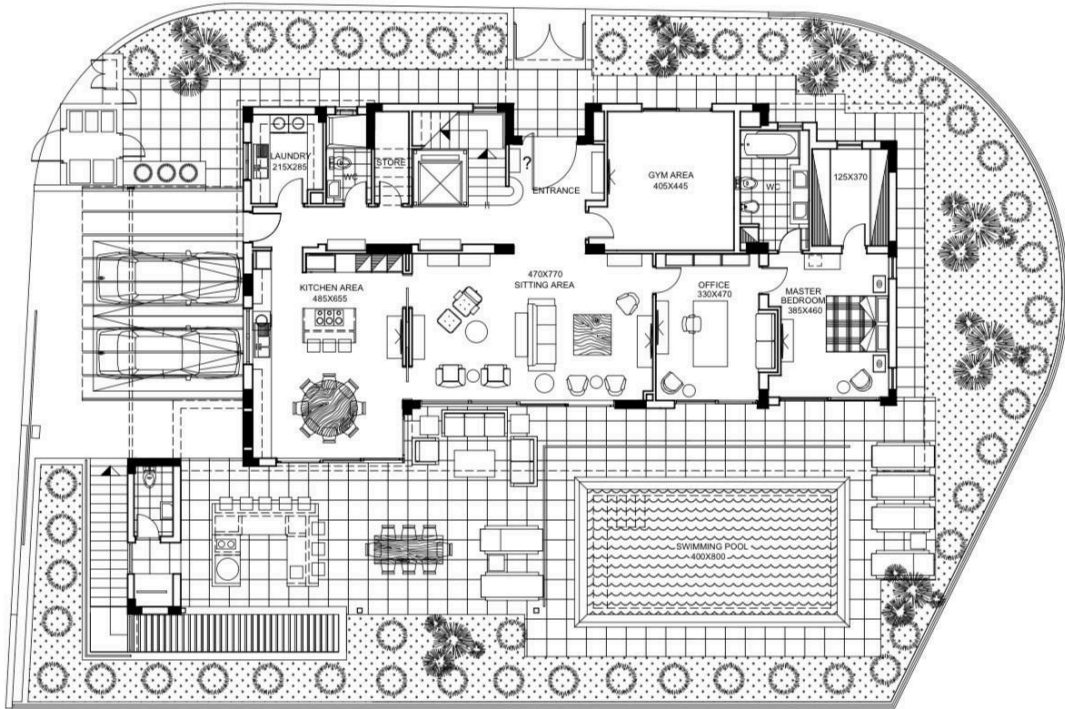 LAUNDRY
215X285
WC
STORE
?
ENTRANCE
GYM AREA
405X445
WC
125X370
KITCHEN AREA
485X655
470X770
SITTING AREA
OFFICE
330X470
MASTER
BEDROOM
385X460
SWIMMING POOL
400X800